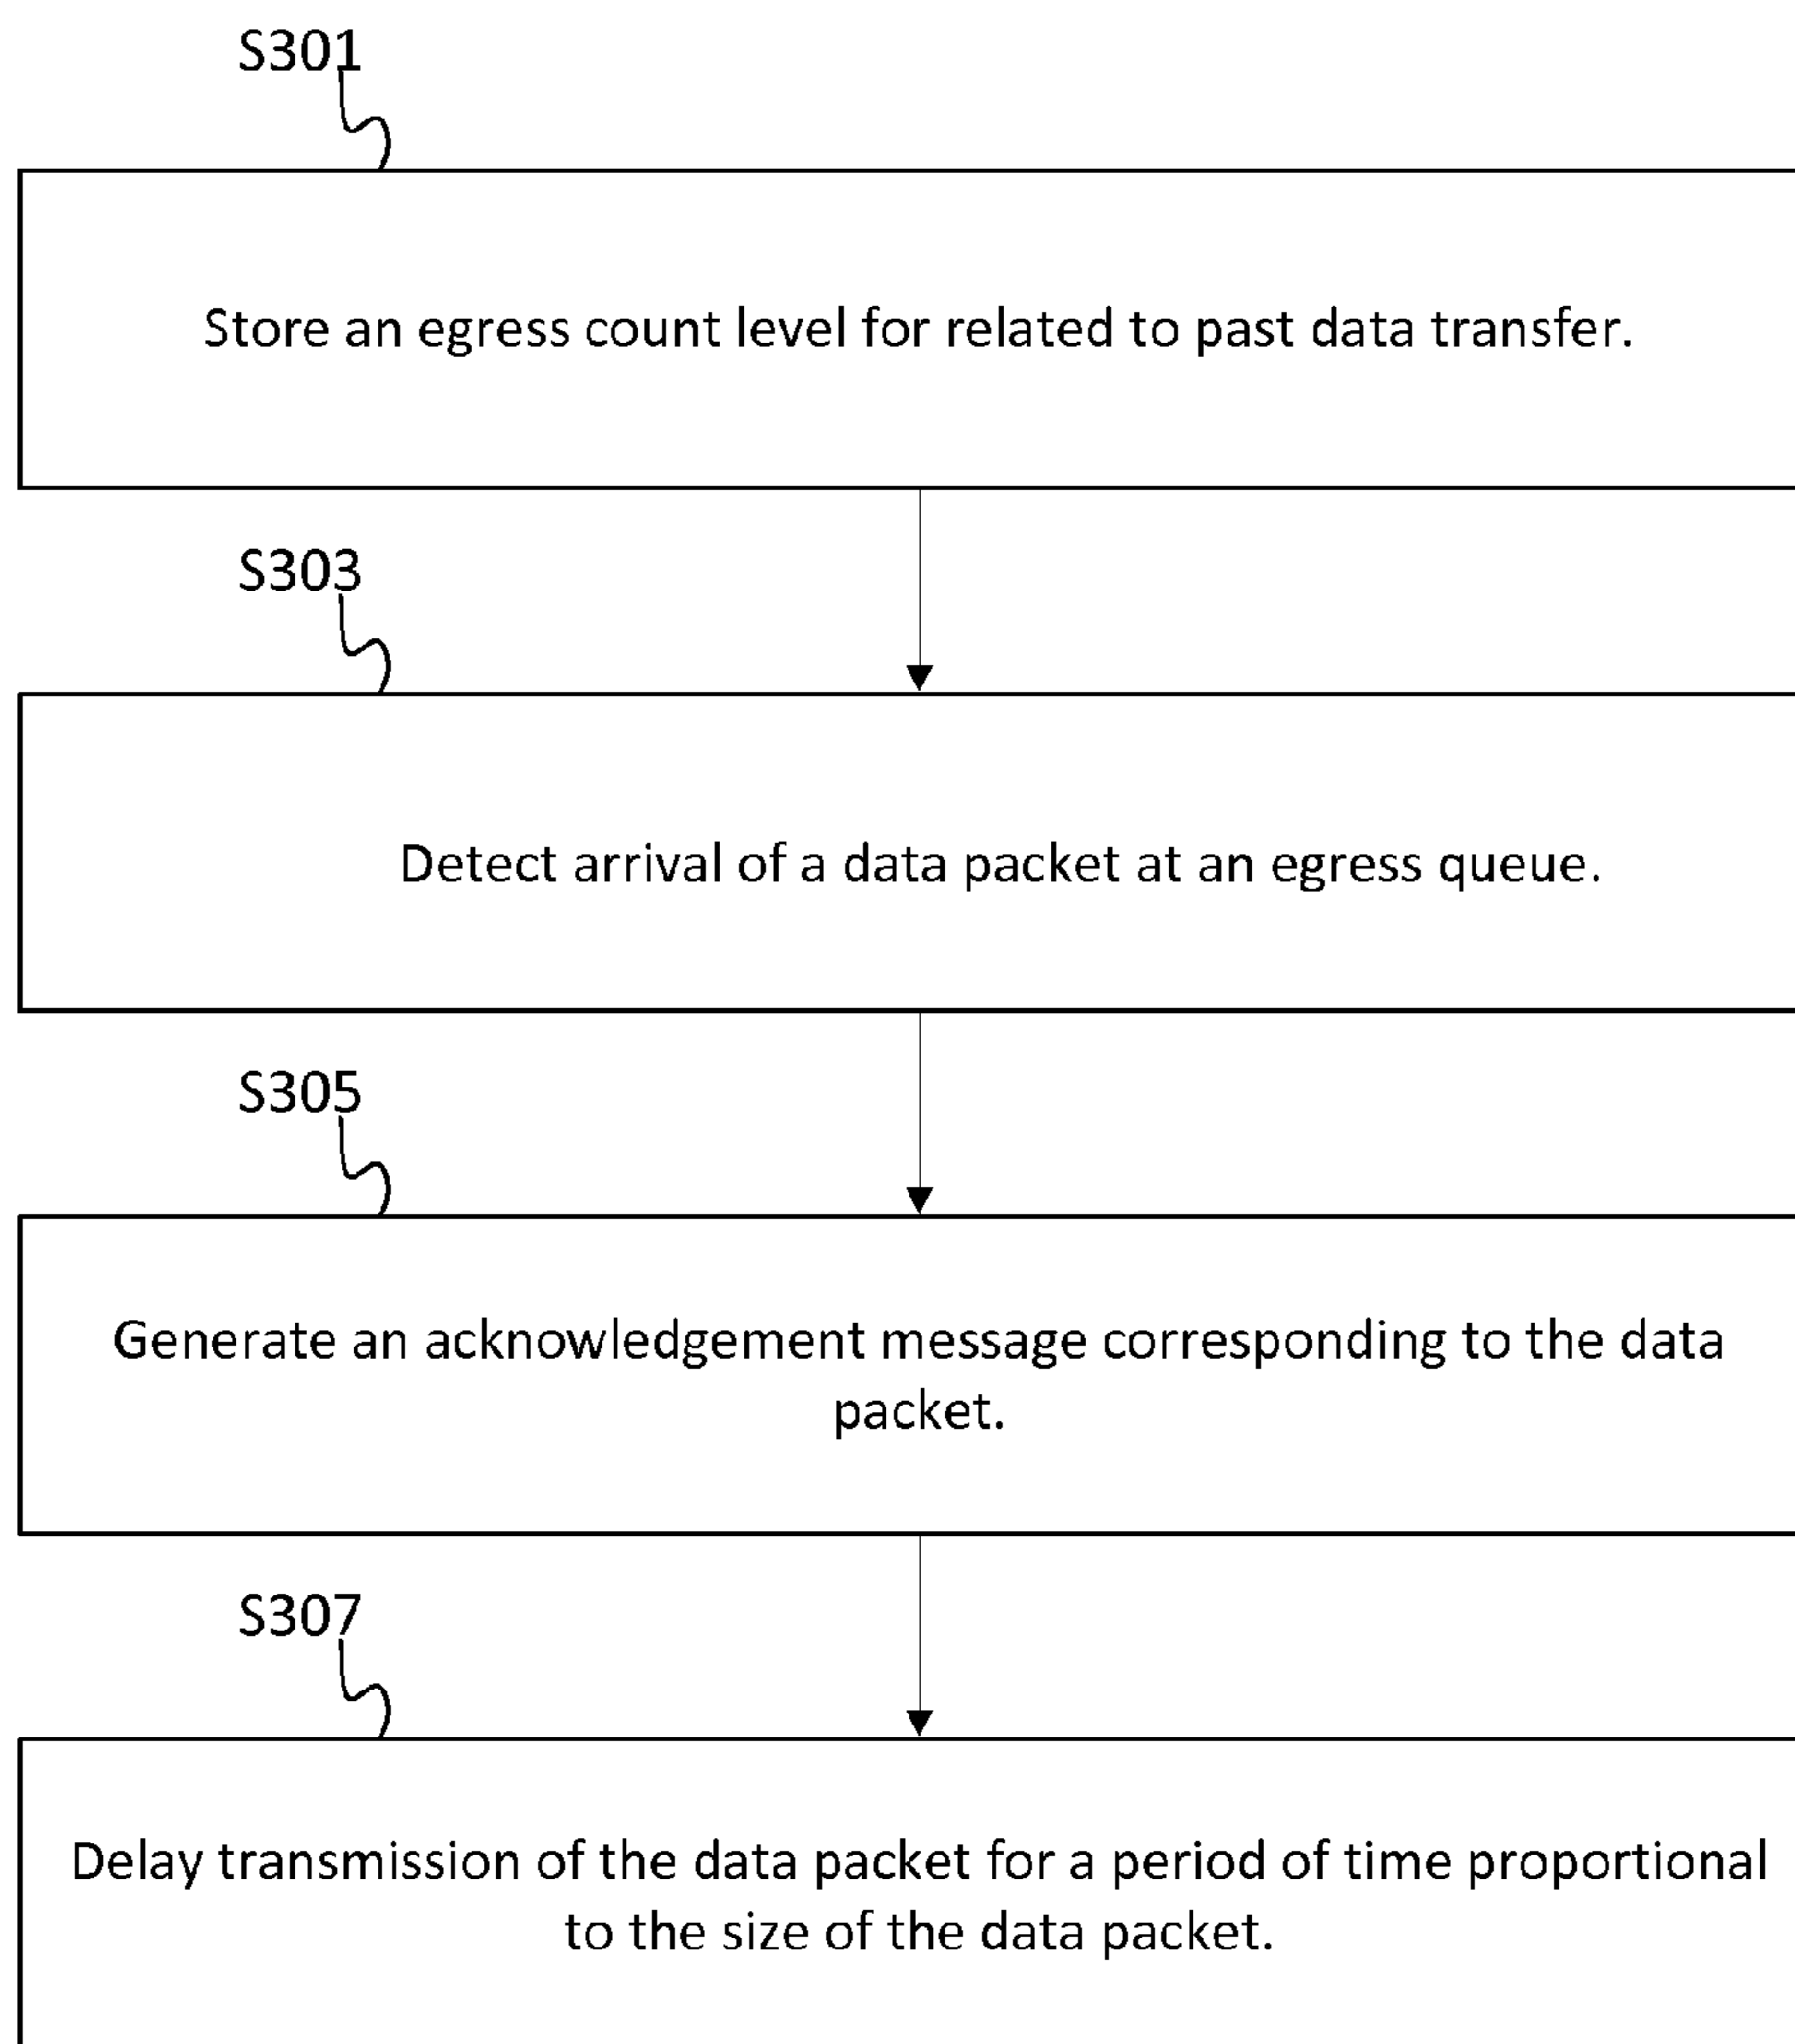 S301
Store an egress count level for related to past data transfer.
S303
Detect arrival of a data packet at an egress queue.
S305
Generate an acknowledgement message corresponding to the data
packet.
S307
Delay transmission of the data packet for a period of time proportional
to the size of the data packet.